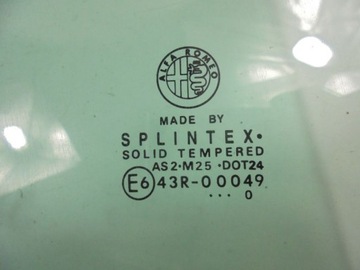 ALFA ROMEO
MADE BY
SPLINTEX•
SOLID TEMPERED
AS2•M25•DOT24
E6 43R-00049
••• 0